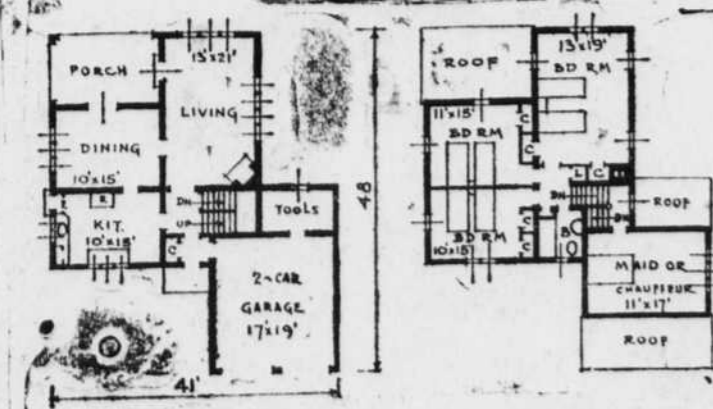 PORCH
13'x21'
LIVING
DINING
10'x15'
R
KIT.
10'x15'
DN
UP
C
TOOLS
2-CAR
GARAGE
17'x19'
41'
48
ROOF
13'x19'
BD RM
11'x15'
BD RM
C
C
L C
DN
C
C
B
DN
ROOF
BD RM
10'x15'
MAID OR
CHAUFFEUR
11'x17'
ROOF